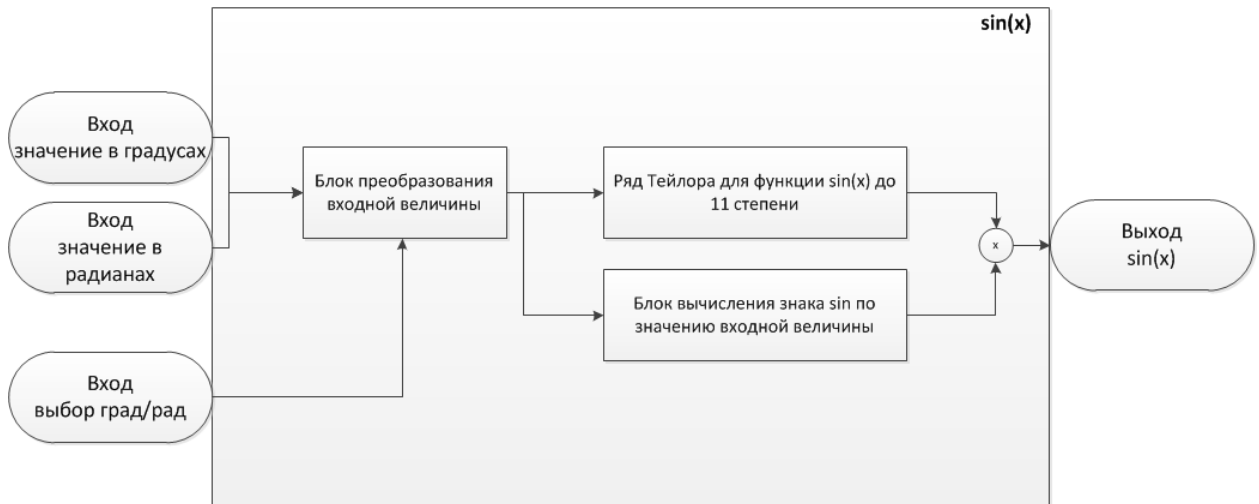 sin(x)
Вход
значение в градусах
Вход
значение в
радианах
Вход
выбор град/рад
Блок преобразования
входной величины
Ряд Тейлора для функции sin(x) до
11 степени
Блок вычисления знака sin по
значению входной величины
x
Выход
sin(x)